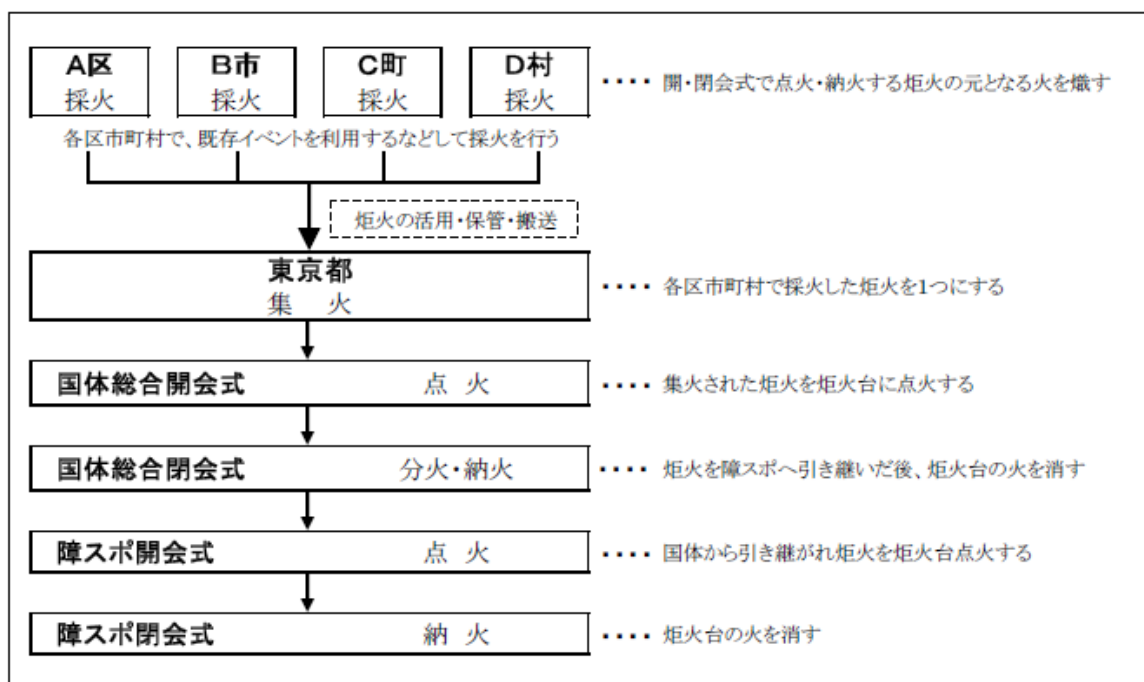 A区 B市 C町 D村
採火 採火 採火 採火
・・・・ 開・閉会式で点火・納火する炬火の元となる火を熾す
各区市町村で、既存イベントを利用するなどして採火を行う
炬火の活用・保管・搬送
東京都
集 火
・・・・ 各区市町村で採火した炬火を1つにする
国体総合開会式 点 火 ・・・・ 集火された炬火を炬火台に点火する
国体総合閉会式 分火・納火 ・・・・ 炬火を障スポへ引き継いだ後、炬火台の火を消す
障スポ開会式 点 火 ・・・・ 国体から引き継がれ炬火を炬火台点火する
障スポ閉会式 納 火 ・・・・ 炬火台の火を消す